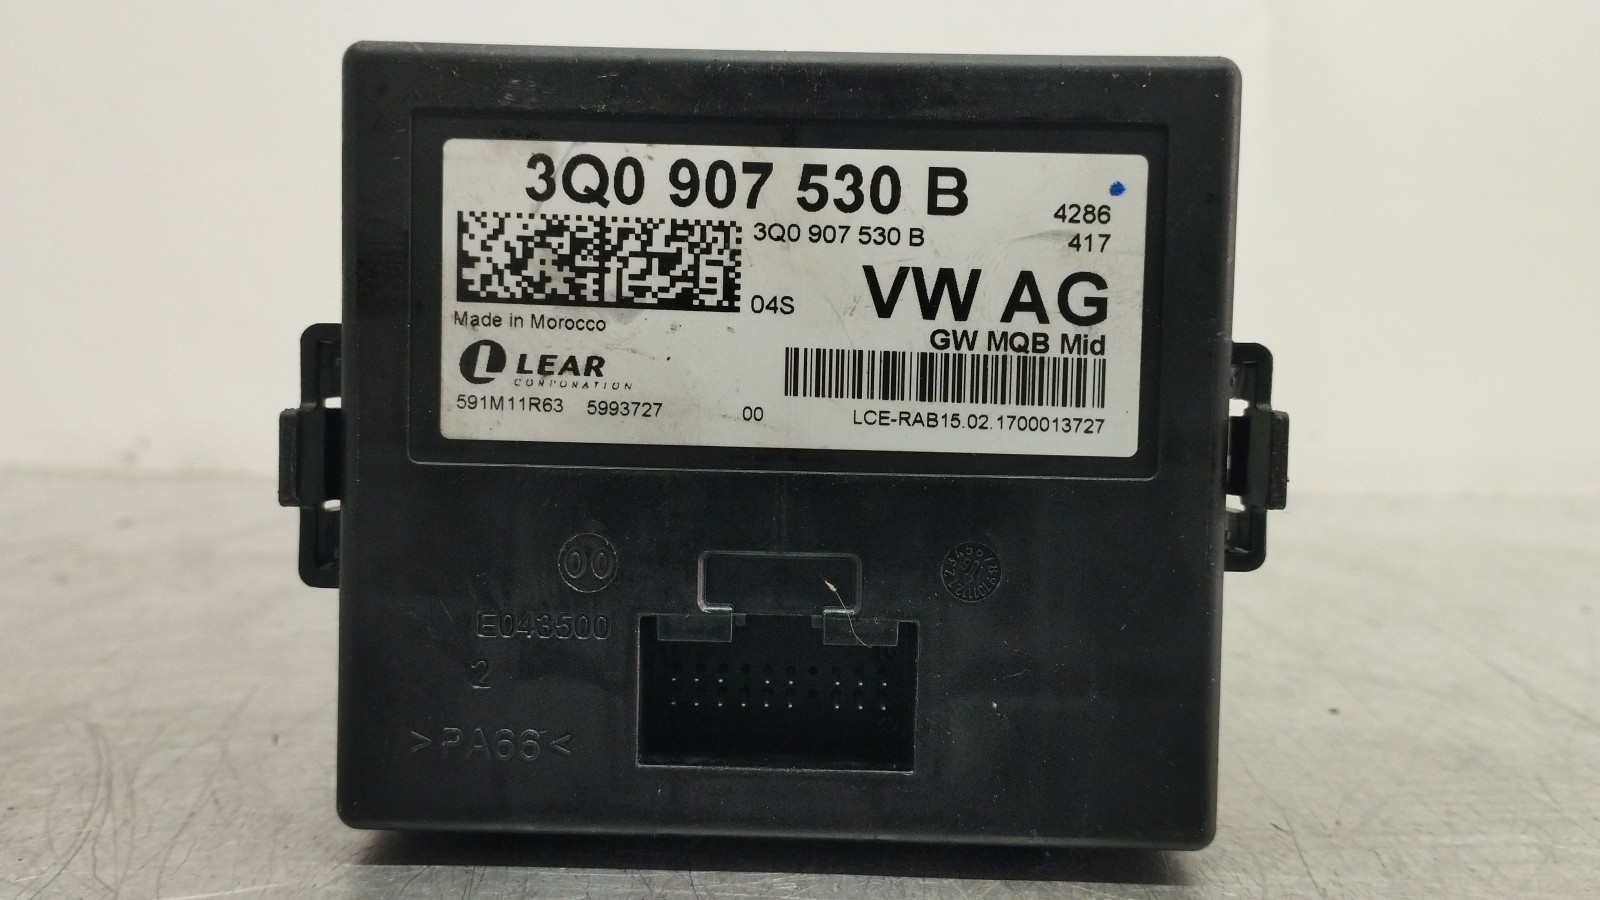 3Q0 907 530 B
4286
3Q0 907 530 B
417
04S
VW AG
Made in Morocco
GW MQB Mid
LEAR
CORPORATION
591M11R63 5993727 00
LCE-RAB15.02.1700013727
00
E043500
2
>PA66<